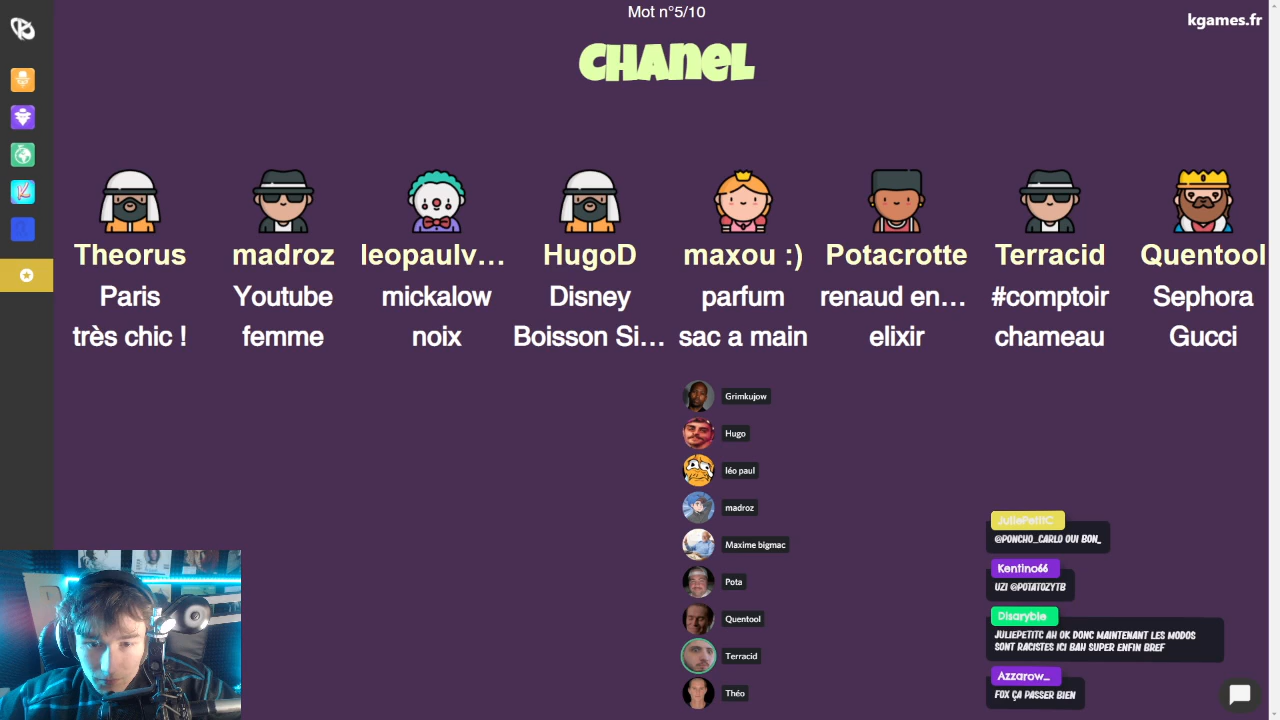 Mot n°5/10
kgames.fr
CHANEL
Theorus
madroz
leopaulv...
HugoD
maxou :)
Potacrotte
Terracid
Quentool
Paris
Youtube
mickalow
Disney
parfum
renaud en...
#comptoir
Sephora
très chic !
femme
noix
Boisson Si...
sac a main
elixir
chameau
Gucci
Grimkujow
Hugo
léo paul
madroz
Maxime bigmac
Pota
Quentool
Terracid
Théo
JuliePetitC
@PONCHO_CARLO OUI BON_
Kentino66
UZI @POTATOZYTB
Disaryble
JULIEPETITC AH OK DONC MAINTENANT LES MODOS
SONT RACISTES ICI BAH SUPER ENFIN BREF
Azzarow_
FOX ÇA PASSER BIEN